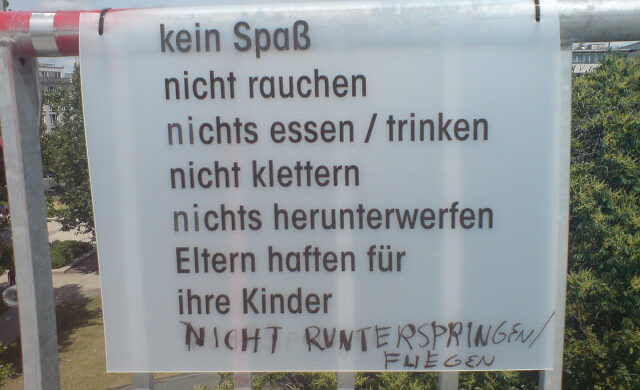 kein Spaß
nicht rauchen
nichts essen / trinken
nicht klettern
nichts herunterwerfen
Eltern haften für
ihre Kinder
NICHT RUNTERSPRINGEN/
FLIEGEN